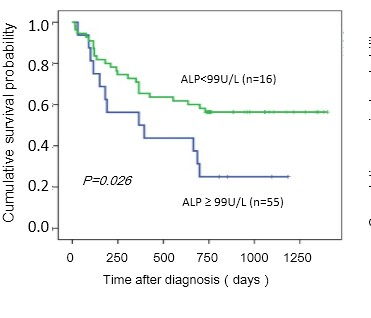 Cumulative survival probability
1.0
0.8
0.6
0.4
0.2
0.0
ALP<99U/L (n=16)
P=0.026
ALP ≥ 99U/L (n=55)
0 250 500 750 1000 1250
Time after diagnosis ( days )